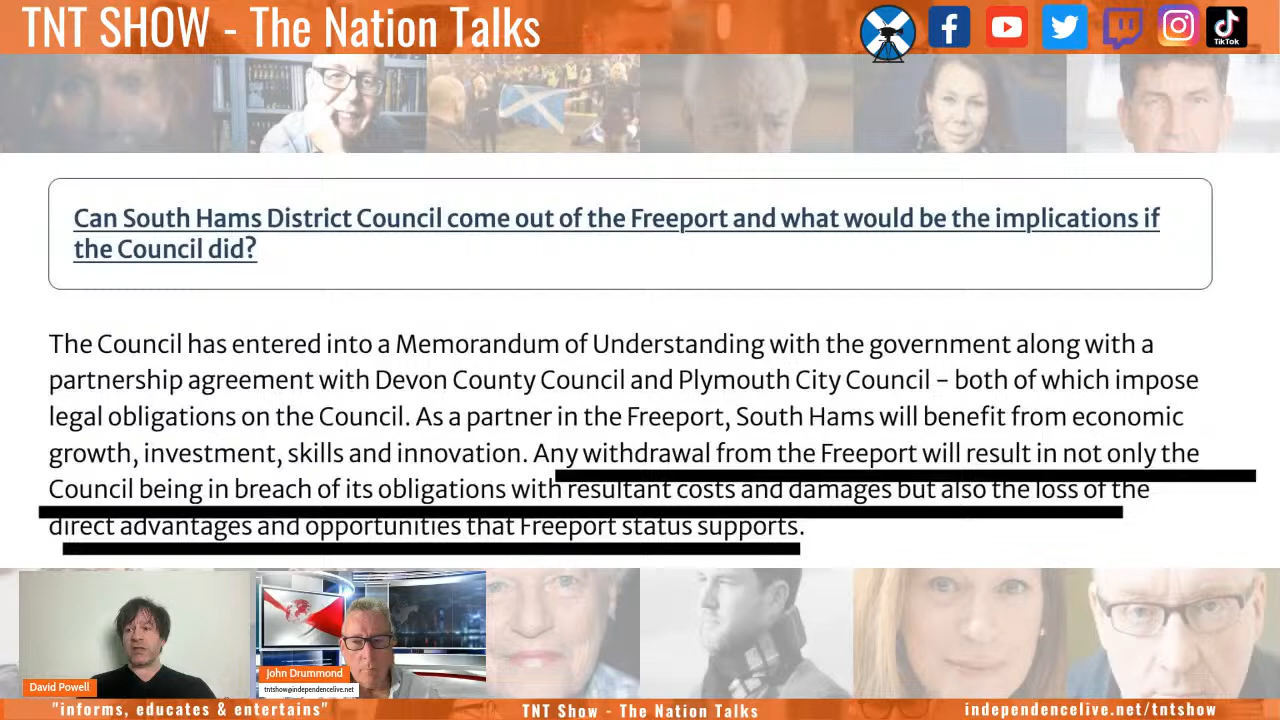 TNT SHOW - The Nation Talks
TikTok
Can South Hams District Council come out of the Freeport and what would be the implications if
the Council did?
The Council has entered into a Memorandum of Understanding with the government along with a
partnership agreement with Devon County Council and Plymouth City Council – both of which impose
legal obligations on the Council. As a partner in the Freeport, South Hams will benefit from economic
growth, investment, skills and innovation. Any withdrawal from the Freeport will result in not only the
Council being in breach of its obligations with resultant costs and damages but also the loss of the
direct advantages and opportunities that Freeport status supports.
David Powell
John Drummond
tntshow@independencelive.net
"informs, educates & entertains"
TNT Show - The Nation Talks
independencelive.net/tntshow